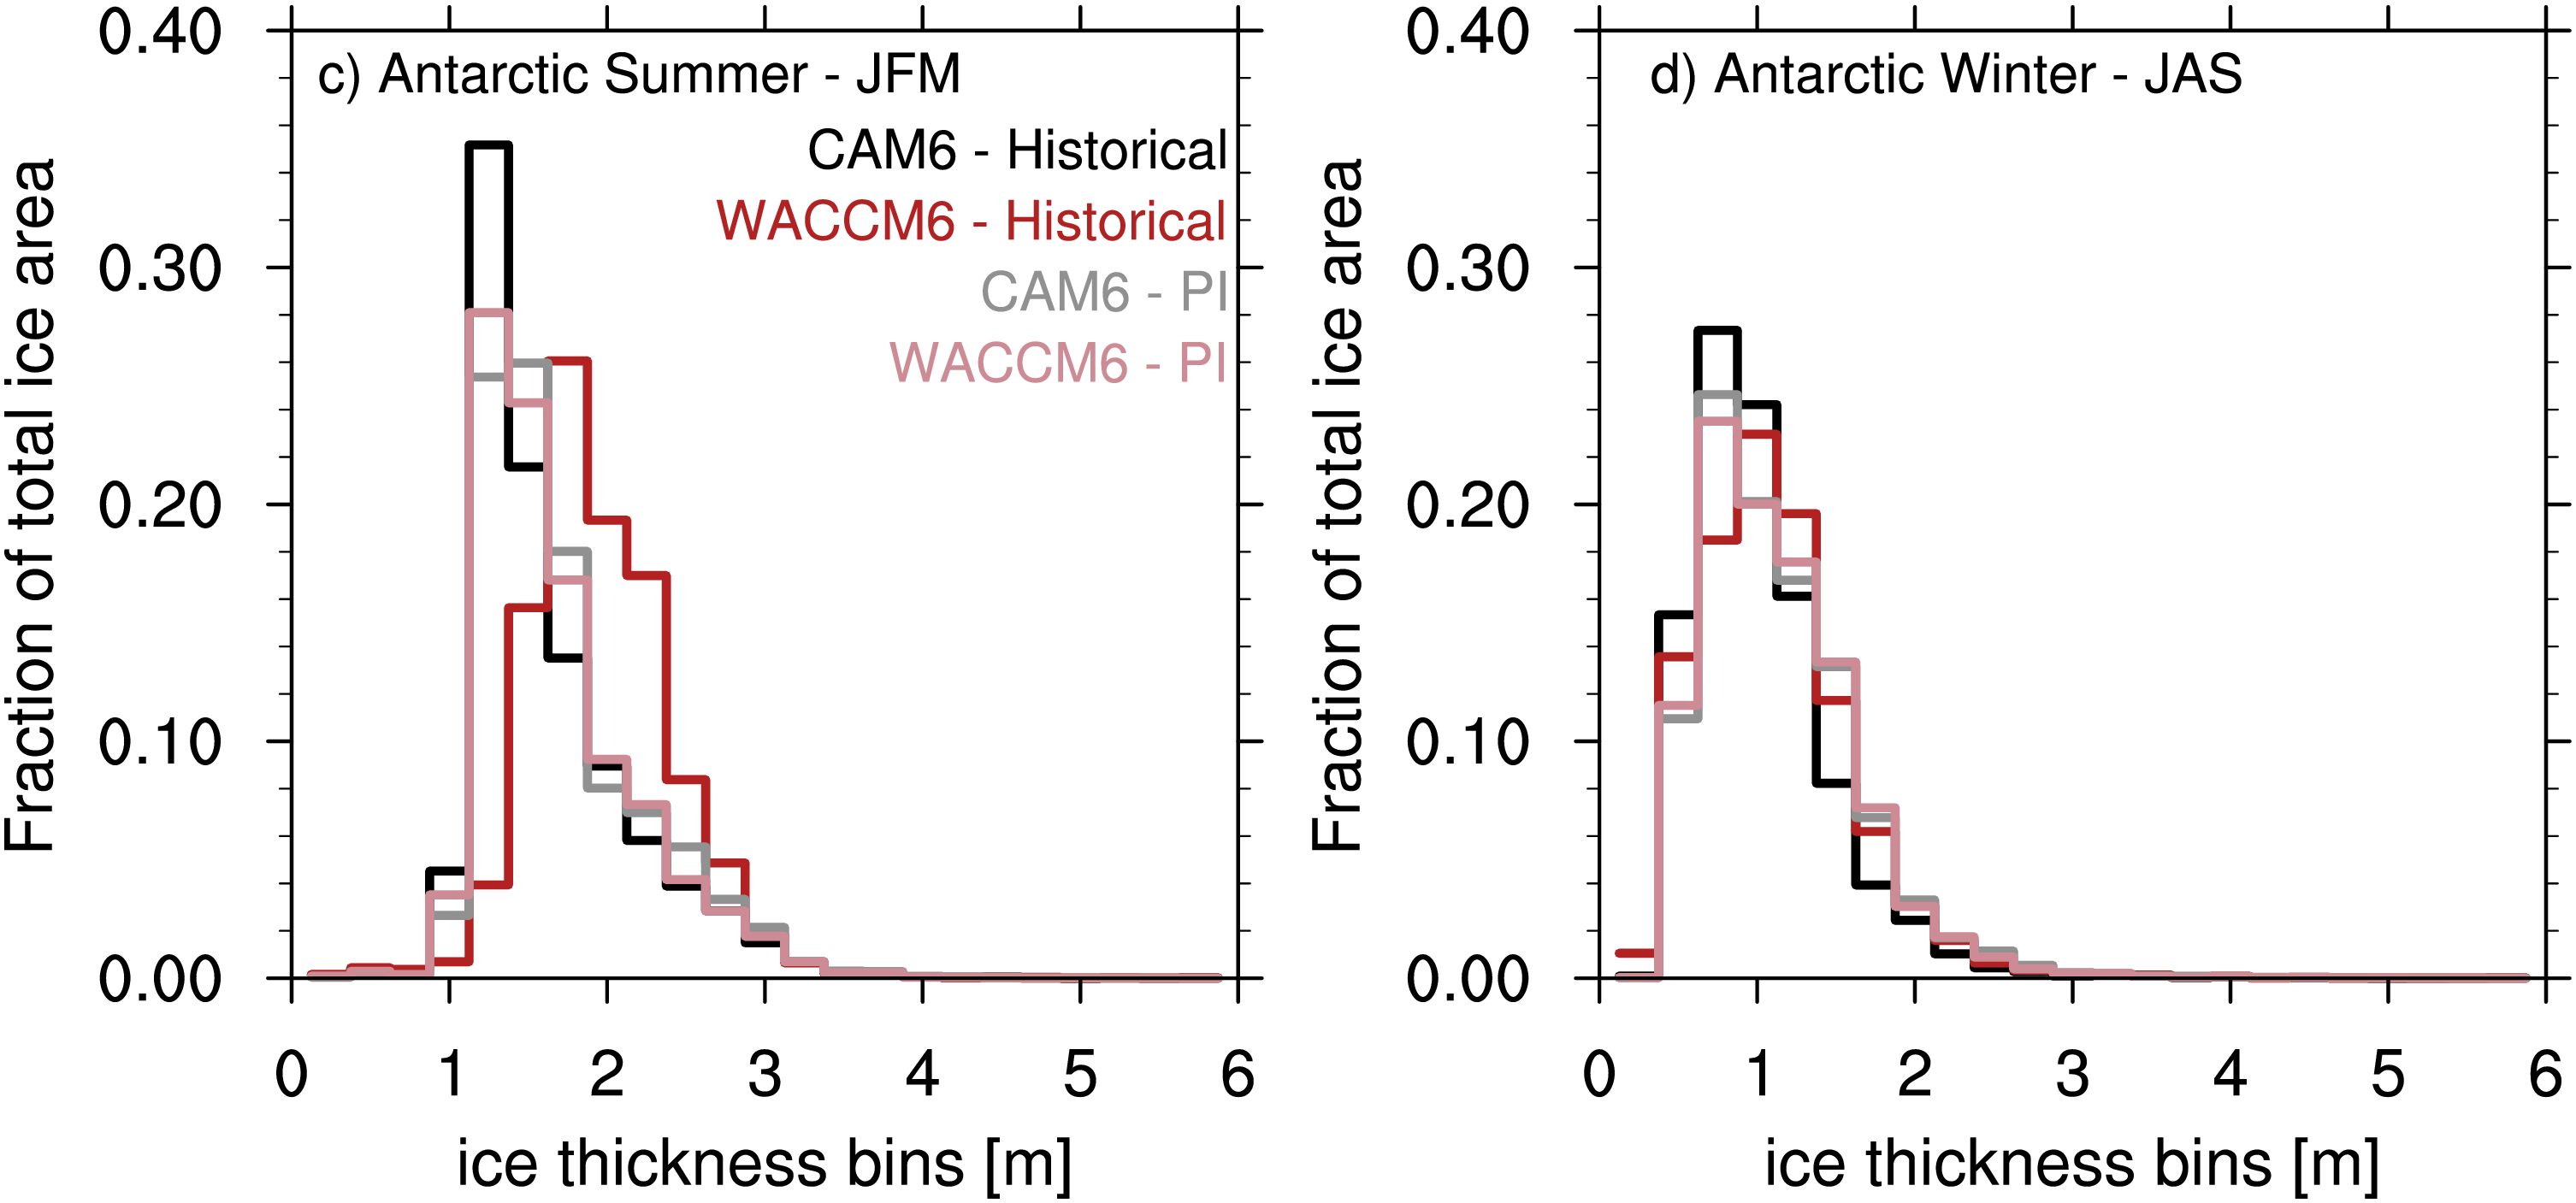 c) Antarctic Summer - JFM
CAM6 - Historical
WACCM6 - Historical
CAM6 - PI
WACCM6 - PI
Fraction of total ice area
0.40
0.30
0.20
0.10
0.00
0 1 2 3 4 5 6
ice thickness bins [m]
d) Antarctic Winter - JAS
Fraction of total ice area
0.40
0.30
0.20
0.10
0.00
0 1 2 3 4 5 6
ice thickness bins [m]